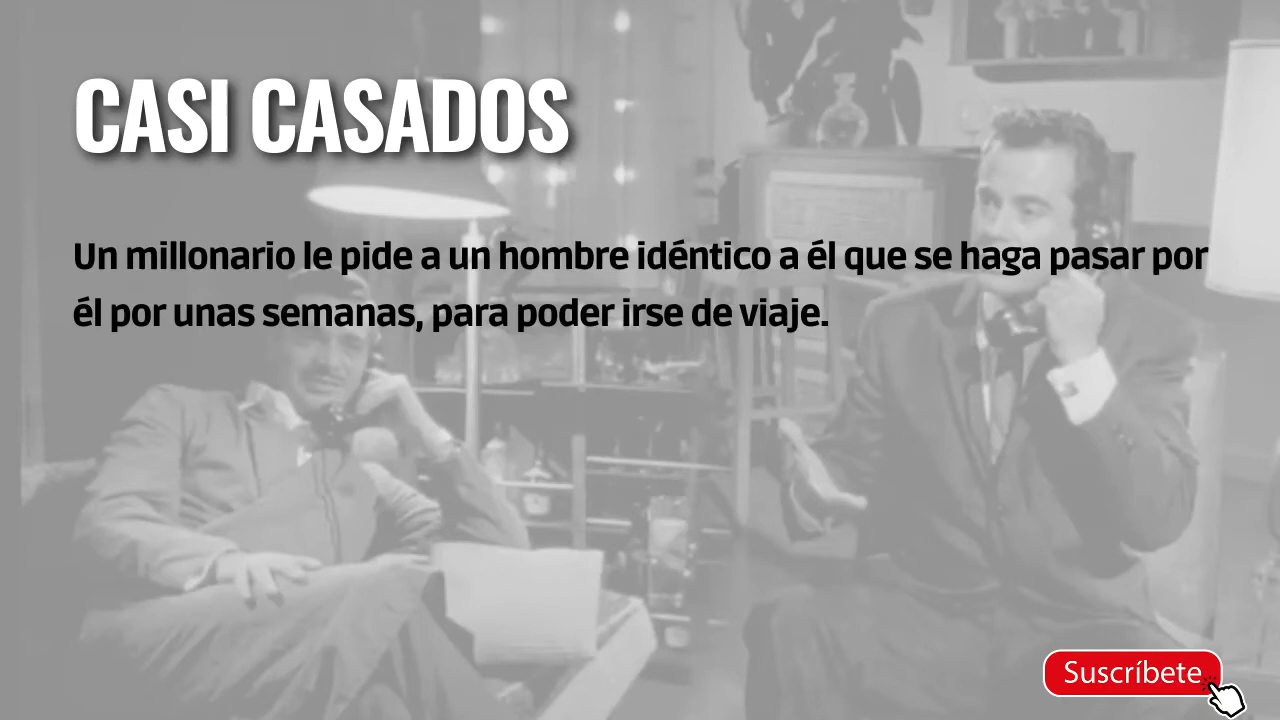 CASI CASADOS
Un millonario le pide a un hombre idéntico a él que se haga pasar por
él por unas semanas, para poder irse de viaje.
Suscríbete